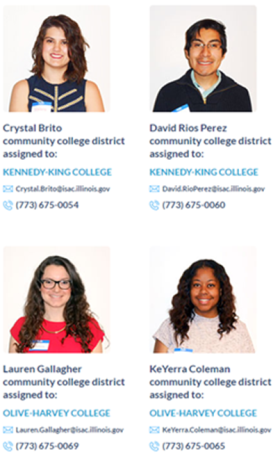 Crystal Brito
community college district
assigned to:
KENNEDY-KING COLLEGE
Crystal.Brito@isac.illinois.gov
(773) 675-0054
David Rios Perez
community college district
assigned to:
KENNEDY-KING COLLEGE
David.RioPerez@isac.illinois.gov
(773) 675-0060
Lauren Gallagher
community college district
assigned to:
OLIVE-HARVEY COLLEGE
Lauren.Gallagher@isac.illinois.gov
(773) 675-0069
KeYerra Coleman
community college district
assigned to:
OLIVE-HARVEY COLLEGE
KeYerra.Coleman@isac.illinois.gov
(773) 675-0065